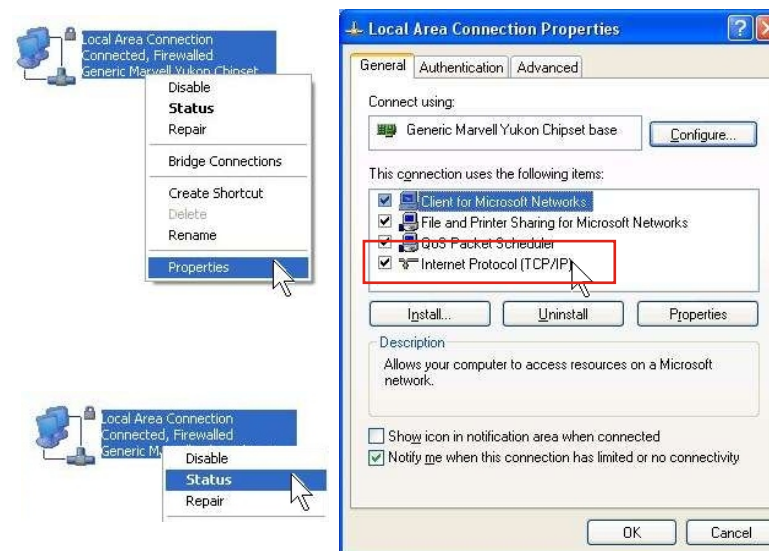 Local Area Connection
Connected, Firewalled
Generic Marvell Yukon Chipset
Disable
Status
Repair
Bridge Connections
Create Shortcut
Delete
Rename
Properties
Local Area Connection
Connected, Firewalled
Generic M
Disable
Status
Repair
Local Area Connection Properties
General Authentication Advanced
Connect using:
Generic Marvell Yukon Chipset base Configure...
This connection uses the following items:
Client for Microsoft Networks
File and Printer Sharing for Microsoft Networks
QoS Packet Scheduler
Internet Protocol (TCP/IP)
Install... Uninstall Properties
Description
Allows your computer to access resources on a Microsoft
network.
Show icon in notification area when connected
Notify me when this connection has limited or no connectivity
OK Cancel